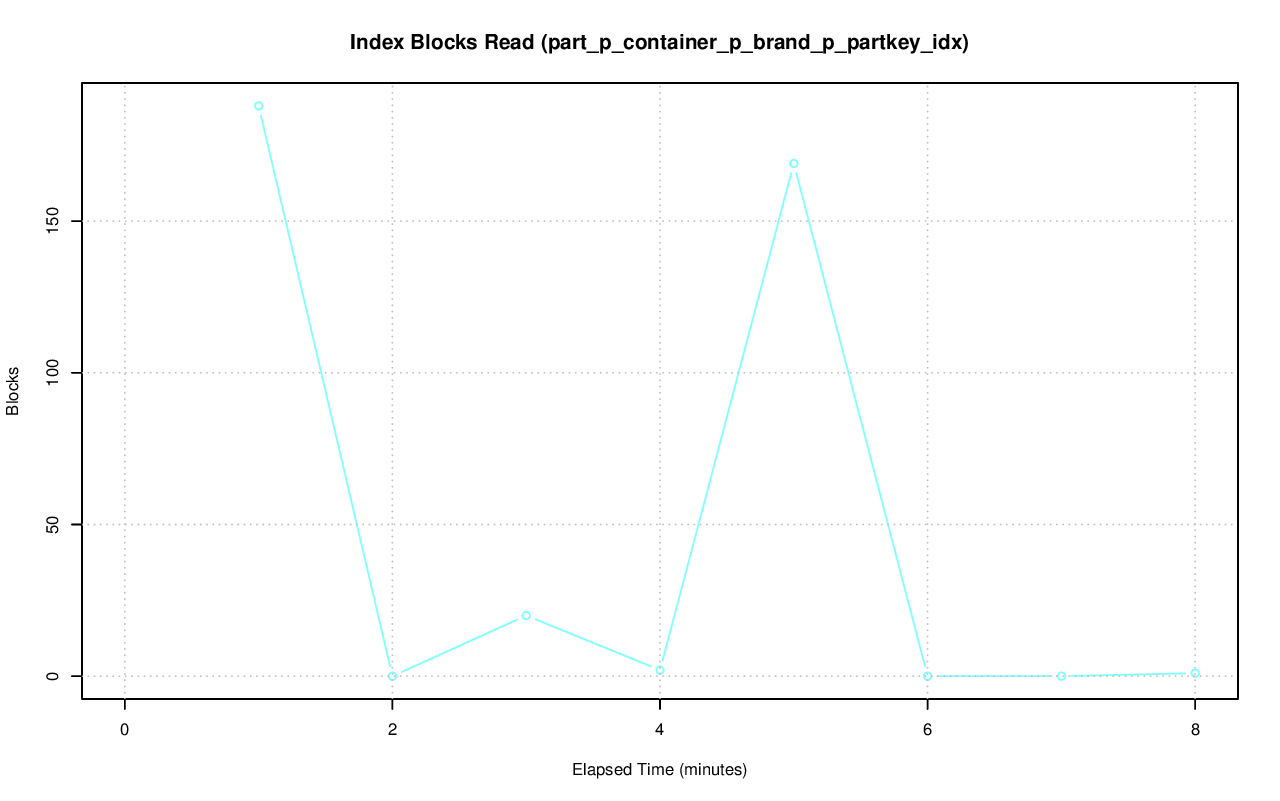 Index Blocks Read (part_p_container_p_brand_p_partkey_idx)
Blocks
150
100
50
0
0 2 4 6 8
Elapsed Time (minutes)